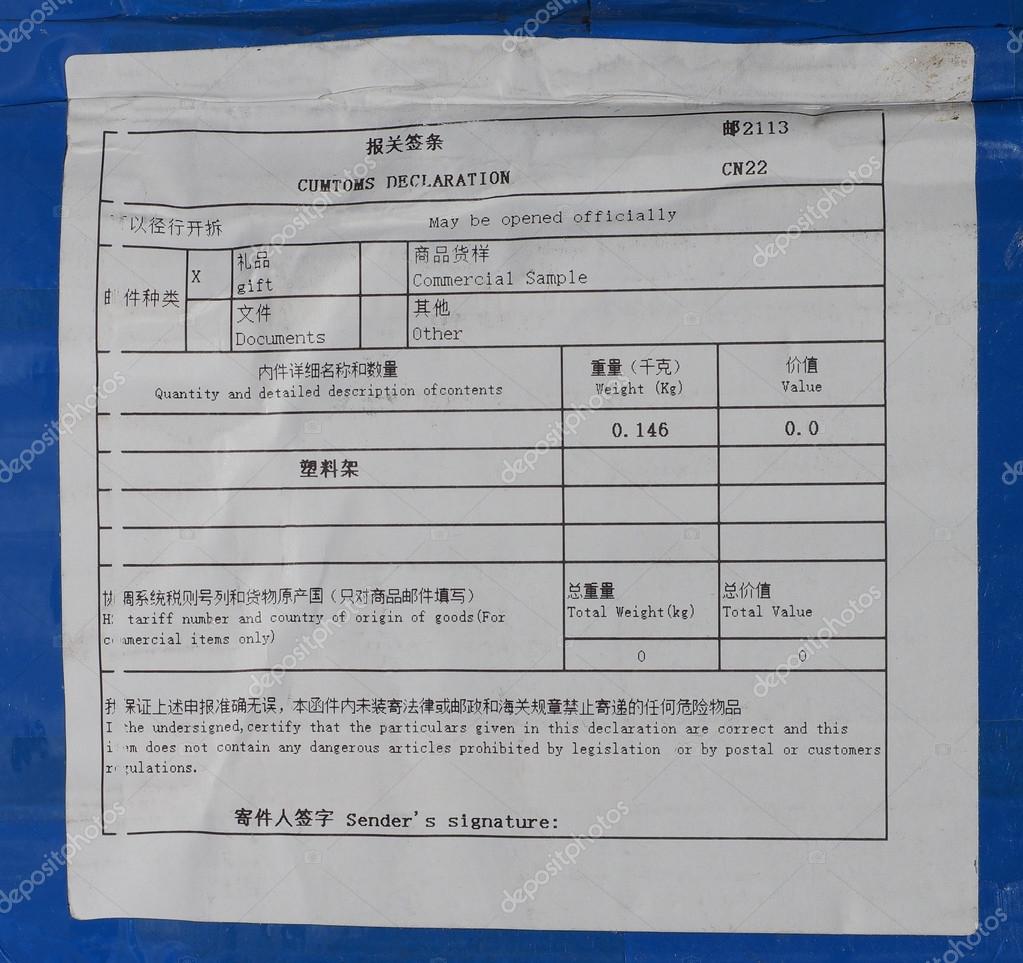 报关签条
邮2113
CUMTOMS DECLARATION
CN22
以径行开拆 May be opened officially
邮件种类
X 礼品
gift
商品货样
Commercial Sample
文件
Documents
其他
Other
内件详细名称和数量
Quantity and detailed description ofcontents
重量（千克）
Weight (Kg)
价值
Value
0.146 0.0
塑料架
协调系统税则号列和货物原产国（只对商品邮件填写）
HS tariff number and country of origin of goods(For
commercial items only)
总重量
Total Weight(kg)
总价值
Total Value
0 0
我保证上述申报准确无误，本函件内未装寄法律或邮政和海关规章禁止寄递的任何危险物品
I the undersigned,certify that the particulars given in this declaration are correct and this
item does not contain any dangerous articles prohibited by legislation or by postal or customers
regulations.
寄件人签字 Sender's signature:
depositphotos